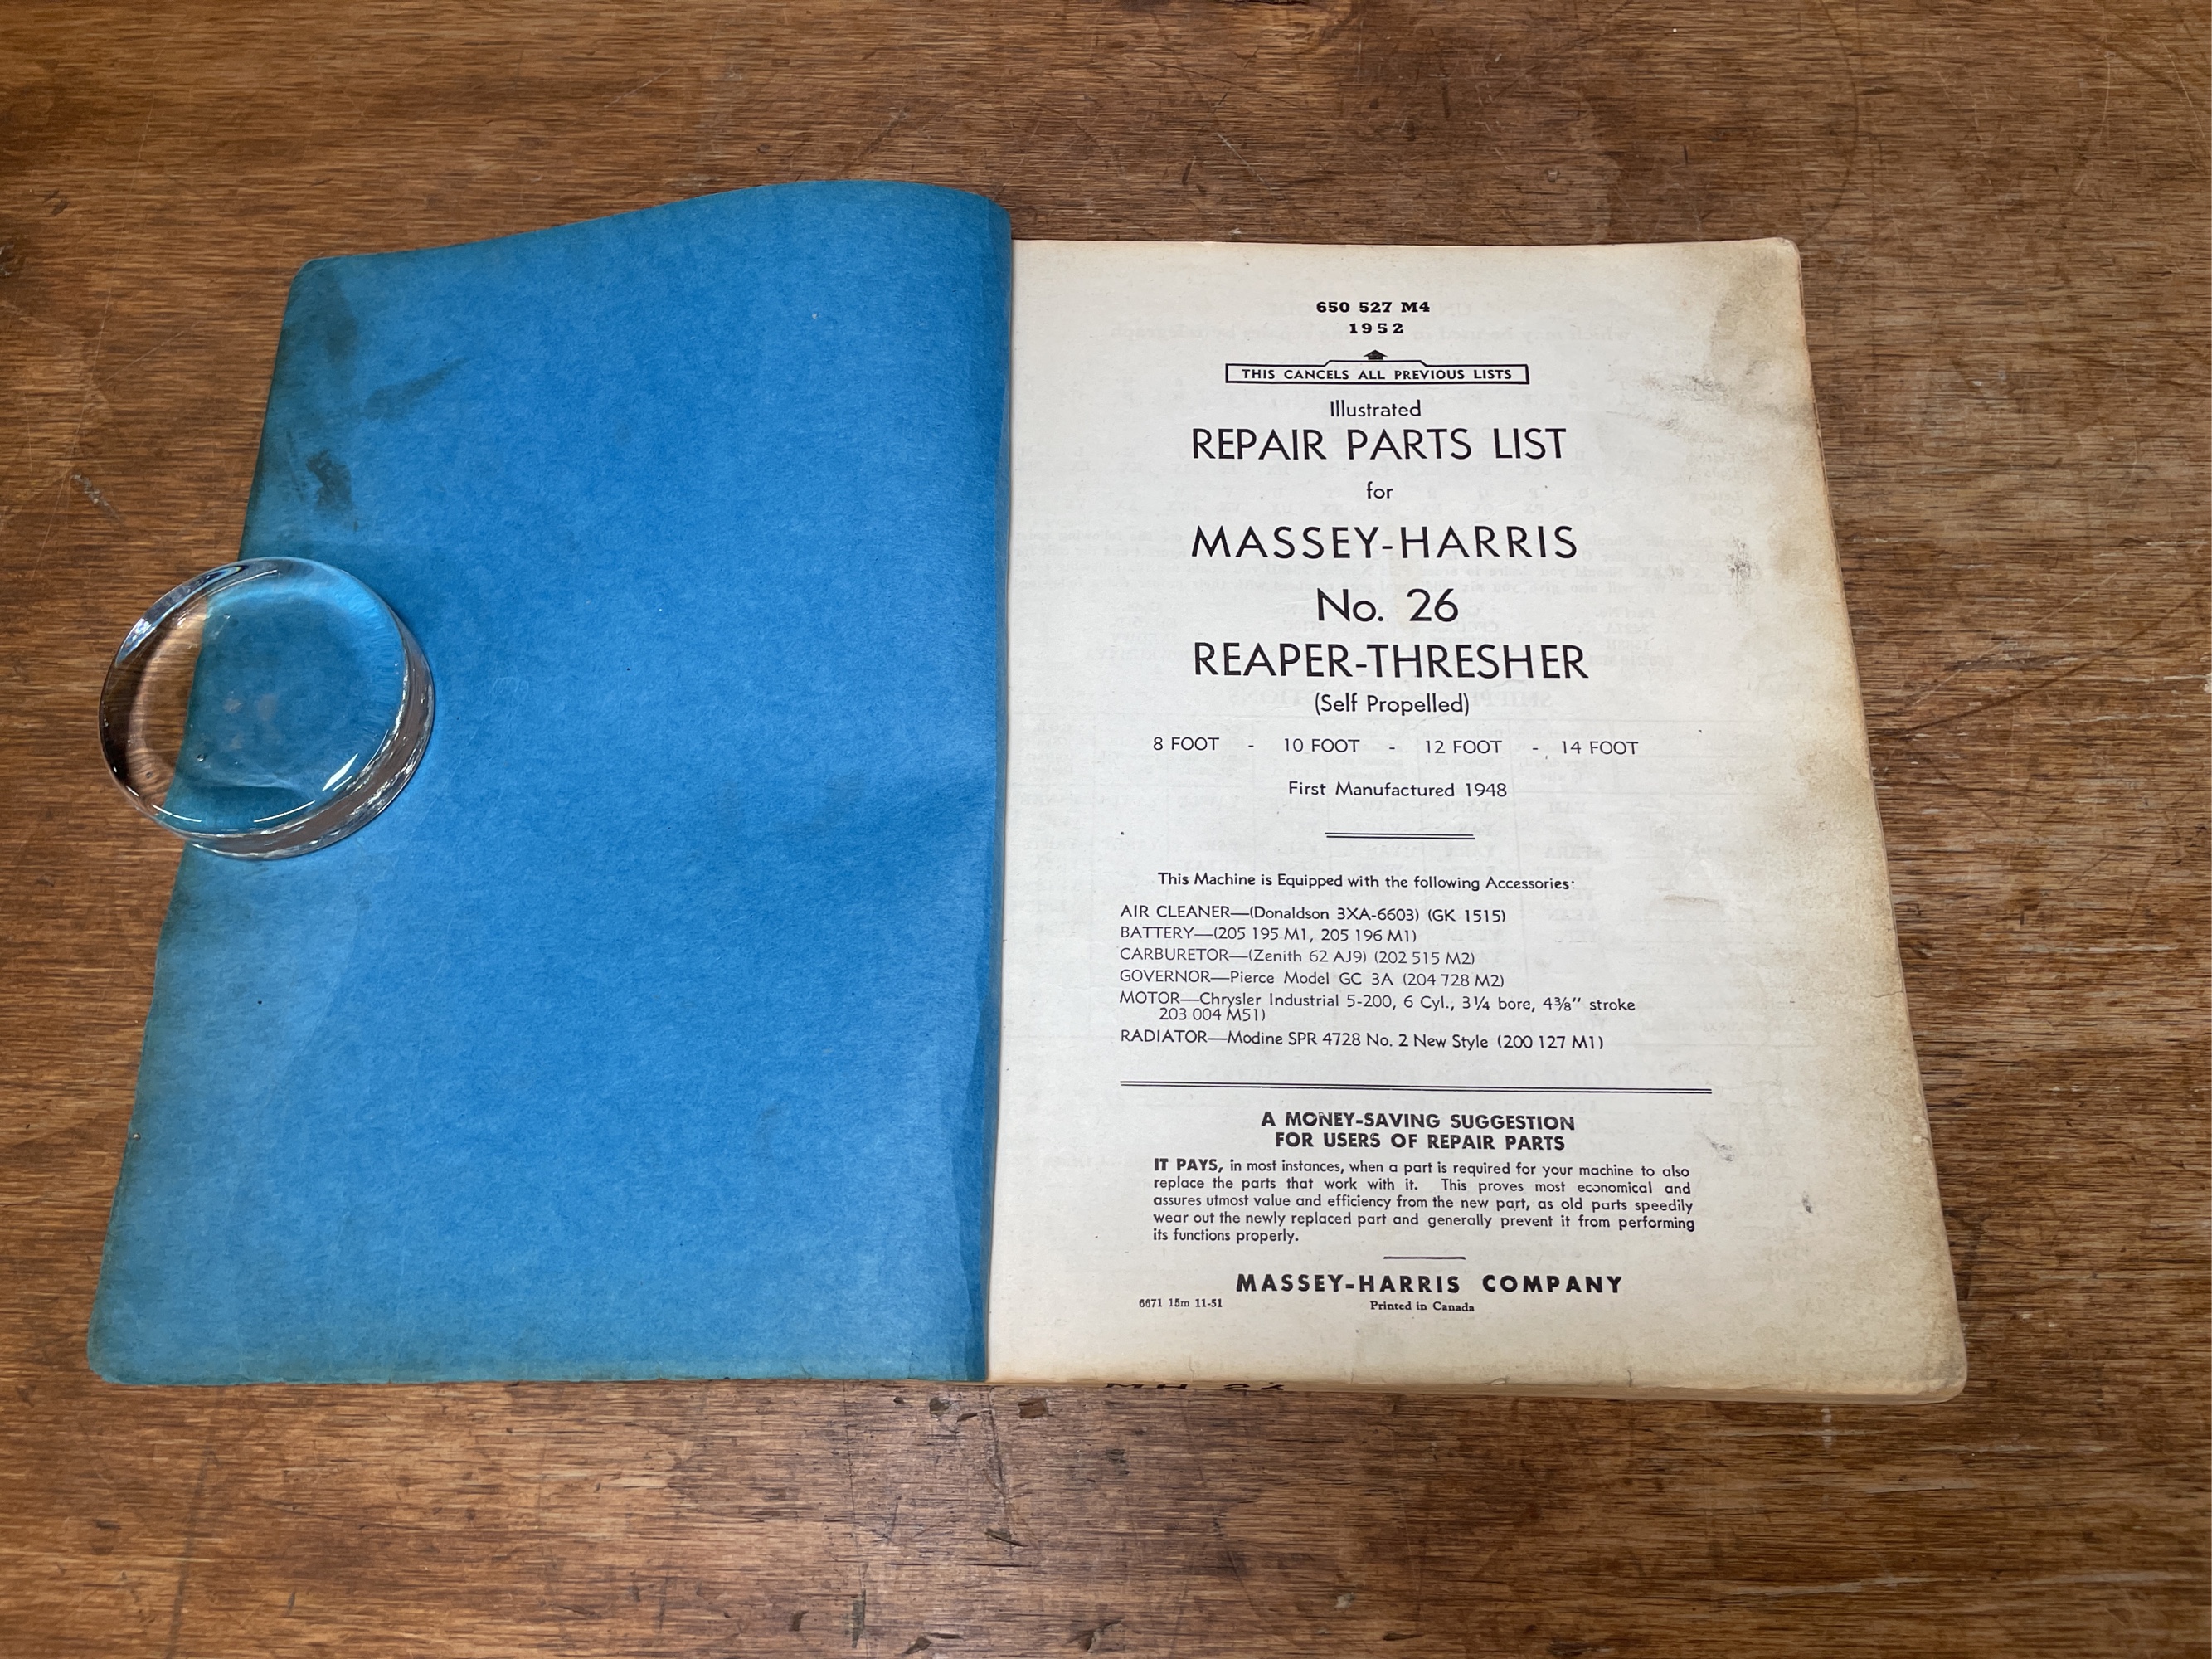 650 527 M4
1952
THIS CANCELS ALL PREVIOUS LISTS
Illustrated
REPAIR PARTS LIST
for
MASSEY-HARRIS
No. 26
REAPER-THRESHER
(Self Propelled)
8 FOOT - 10 FOOT - 12 FOOT - 14 FOOT
First Manufactured 1948
This Machine is Equipped with the following Accessories:
AIR CLEANER—(Donaldson 3XA-6603) (GK 1515)
BATTERY—(205 195 M1, 205 196 M1)
CARBURETOR—(Zenith 62 AJ9) (202 515 M2)
GOVERNOR—Pierce Model GC 3A (204 728 M2)
MOTOR—Chrysler Industrial 5-200, 6 Cyl., 3¼ bore, 4⅜" stroke
203 004 M51)
RADIATOR—Modine SPR 4728 No. 2 New Style (200 127 M1)
A MONEY-SAVING SUGGESTION
FOR USERS OF REPAIR PARTS
IT PAYS, in most instances, when a part is required for your machine to also
replace the parts that work with it. This proves most economical and
assures utmost value and efficiency from the new part, as old parts speedily
wear out the newly replaced part and generally prevent it from performing
its functions properly.
MASSEY-HARRIS COMPANY
6671 15m 11-51 Printed in Canada